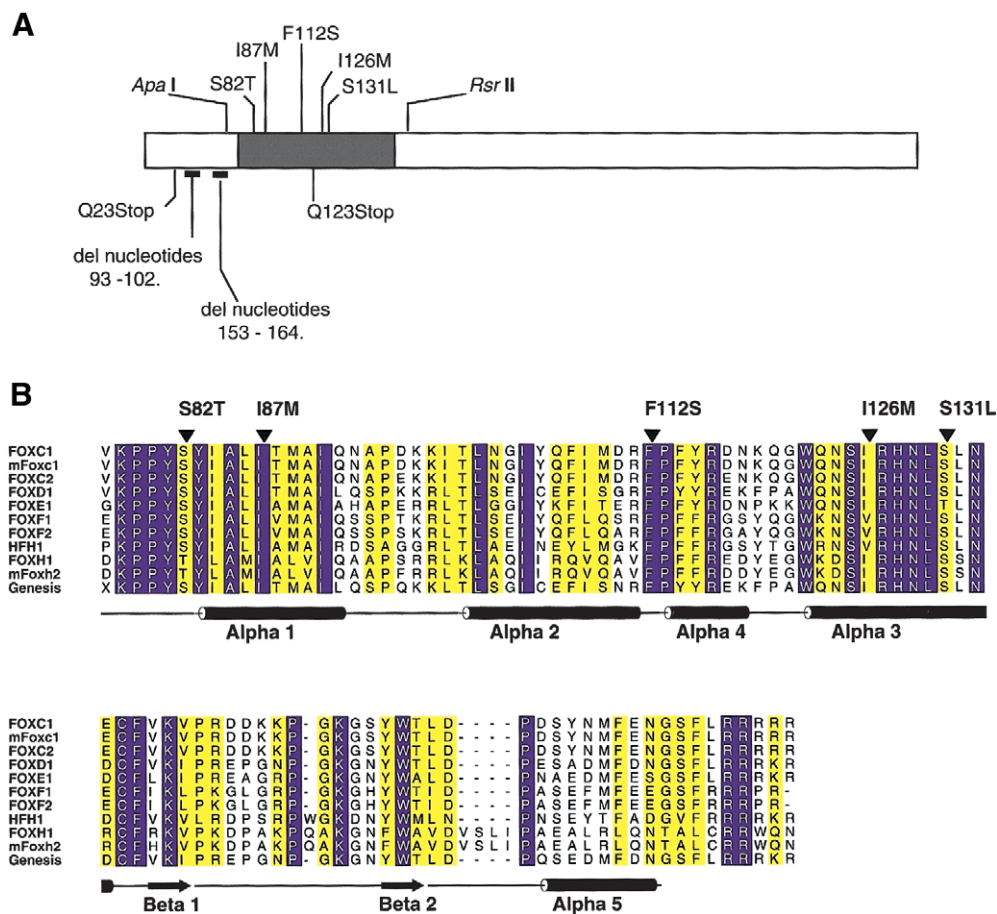 A
F112S
I87M
I126M
Apa I
S82T
S131L
Rsr II
Q23Stop
Q123Stop
del nucleotides
93 -102.
del nucleotides
153 - 164.
B
S82T I87M F112S I126M S131L
FOXC1 V K P P Y S Y I A L I T M A I Q N A P D K K I T L N G I Y Q F I M D R F P F Y R D N K Q G W Q N S I R H N L S L N
mFoxc1 V K P P Y S Y I A L I T M A I Q N A P D K K I T L N G I Y Q F I M D R F P F Y R D N K Q G W Q N S I R H N L S L N
FOXC2 V K P P Y S Y I A L I T M A I Q N A P E K K I T L N G I Y Q F I M D R F P F Y R E N K Q G W Q N S I R H N L S L N
FOXD1 V K P P Y S Y I A L I T M A I L Q S P K K R L T L S E I C E F I S G R F P Y Y R E K F P A W Q N S I R H N L S L N
FOXE1 G K P P Y S Y I A L I A M A I A H A P E R R L T L G G I Y K F I T E R F P F Y R D N P K K W Q N S I R H N L T L N
FOXF1 E K P P Y S Y I A L I V M A I Q S S P T K R L T L S E I Y Q F L Q S R F P F F R G S Y Q G W K N S V R H N L S L N
FOXF2 E K P P Y S Y I A L I V M A I Q S S P T K R L T L S E I Y Q F L Q A R F P F F R G S Y Q G W K N S V R H N L S L N
HFH1 P K P P Y S Y I A L I A M A I R D S A G G R L T L A E I N E Y L M G K F P F F R G S Y T G W R N S V R H N L S L N
FOXH1 D K P P Y T Y L A M I A L V I Q A A P S R R L K L A Q I I R Q V Q A V F P F F R E D Y E G W K D S I R H N L S S N
mFoxh2 D K P P Y T Y L A M I A L V I Q A A P F R R L K L A Q I I R Q V Q A V F P F F R D D Y E G W K D S I R H N L S S N
Genesis X K P P Y S Y I A L I T M A I L Q S P Q K K L T L S G I C E F I S N R F P Y Y R E K F P A W Q N S I R H N L S L N
Alpha 1 Alpha 2 Alpha 4 Alpha 3
FOXC1 E C F V K V P R D D K K P - G K G S Y W T L D - - - - P D S Y N M F E N G S F L R R R R R
mFoxc1 E C F V K V P R D D K K P - G K G S Y W T L D - - - - P D S Y N M F E N G S F L R R R R R
FOXC2 E C F V K V P R D D K K P - G K G S Y W T L D - - - - P D S Y N M F E N G S F L R R R R R
FOXD1 D C F V K I P R E P G N P - G K G N Y W T L D - - - - P E S A D M F D N G S F L R R R K R
FOXE1 D C F L K I P R E A G R P - G K G N Y W A L D - - - - P N A E D M F E S G S F L R R R K R
FOXF1 E C F I K L P K G L G R P - G K G H Y W T I D - - - - P A S E F M F E E G S F R R R P R -
FOXF2 E C F I K L P K G L G R P - G K G H Y W T I D - - - - P A S E F M F E E G S F R R R P R -
HFH1 D C F V K V L R D P S R P W G K D N Y W M L N - - - - P N S E Y T F A D G V F R R R R K R
FOXH1 R C F R K V P K D P A K P Q A K G N F W A V D V S L I P A E A L R L Q N T A L C R R W Q N
mFoxh2 R C F H K V P K D P A K P Q A K G N F W A V D V S L I P A E A L R L Q N T A L C R R W Q N
Genesis D C F V K I P R E P G N P - G K G N Y W T L D - - - - P Q S E D M F D N G S F L R R R K R
Beta 1 Beta 2 Alpha 5